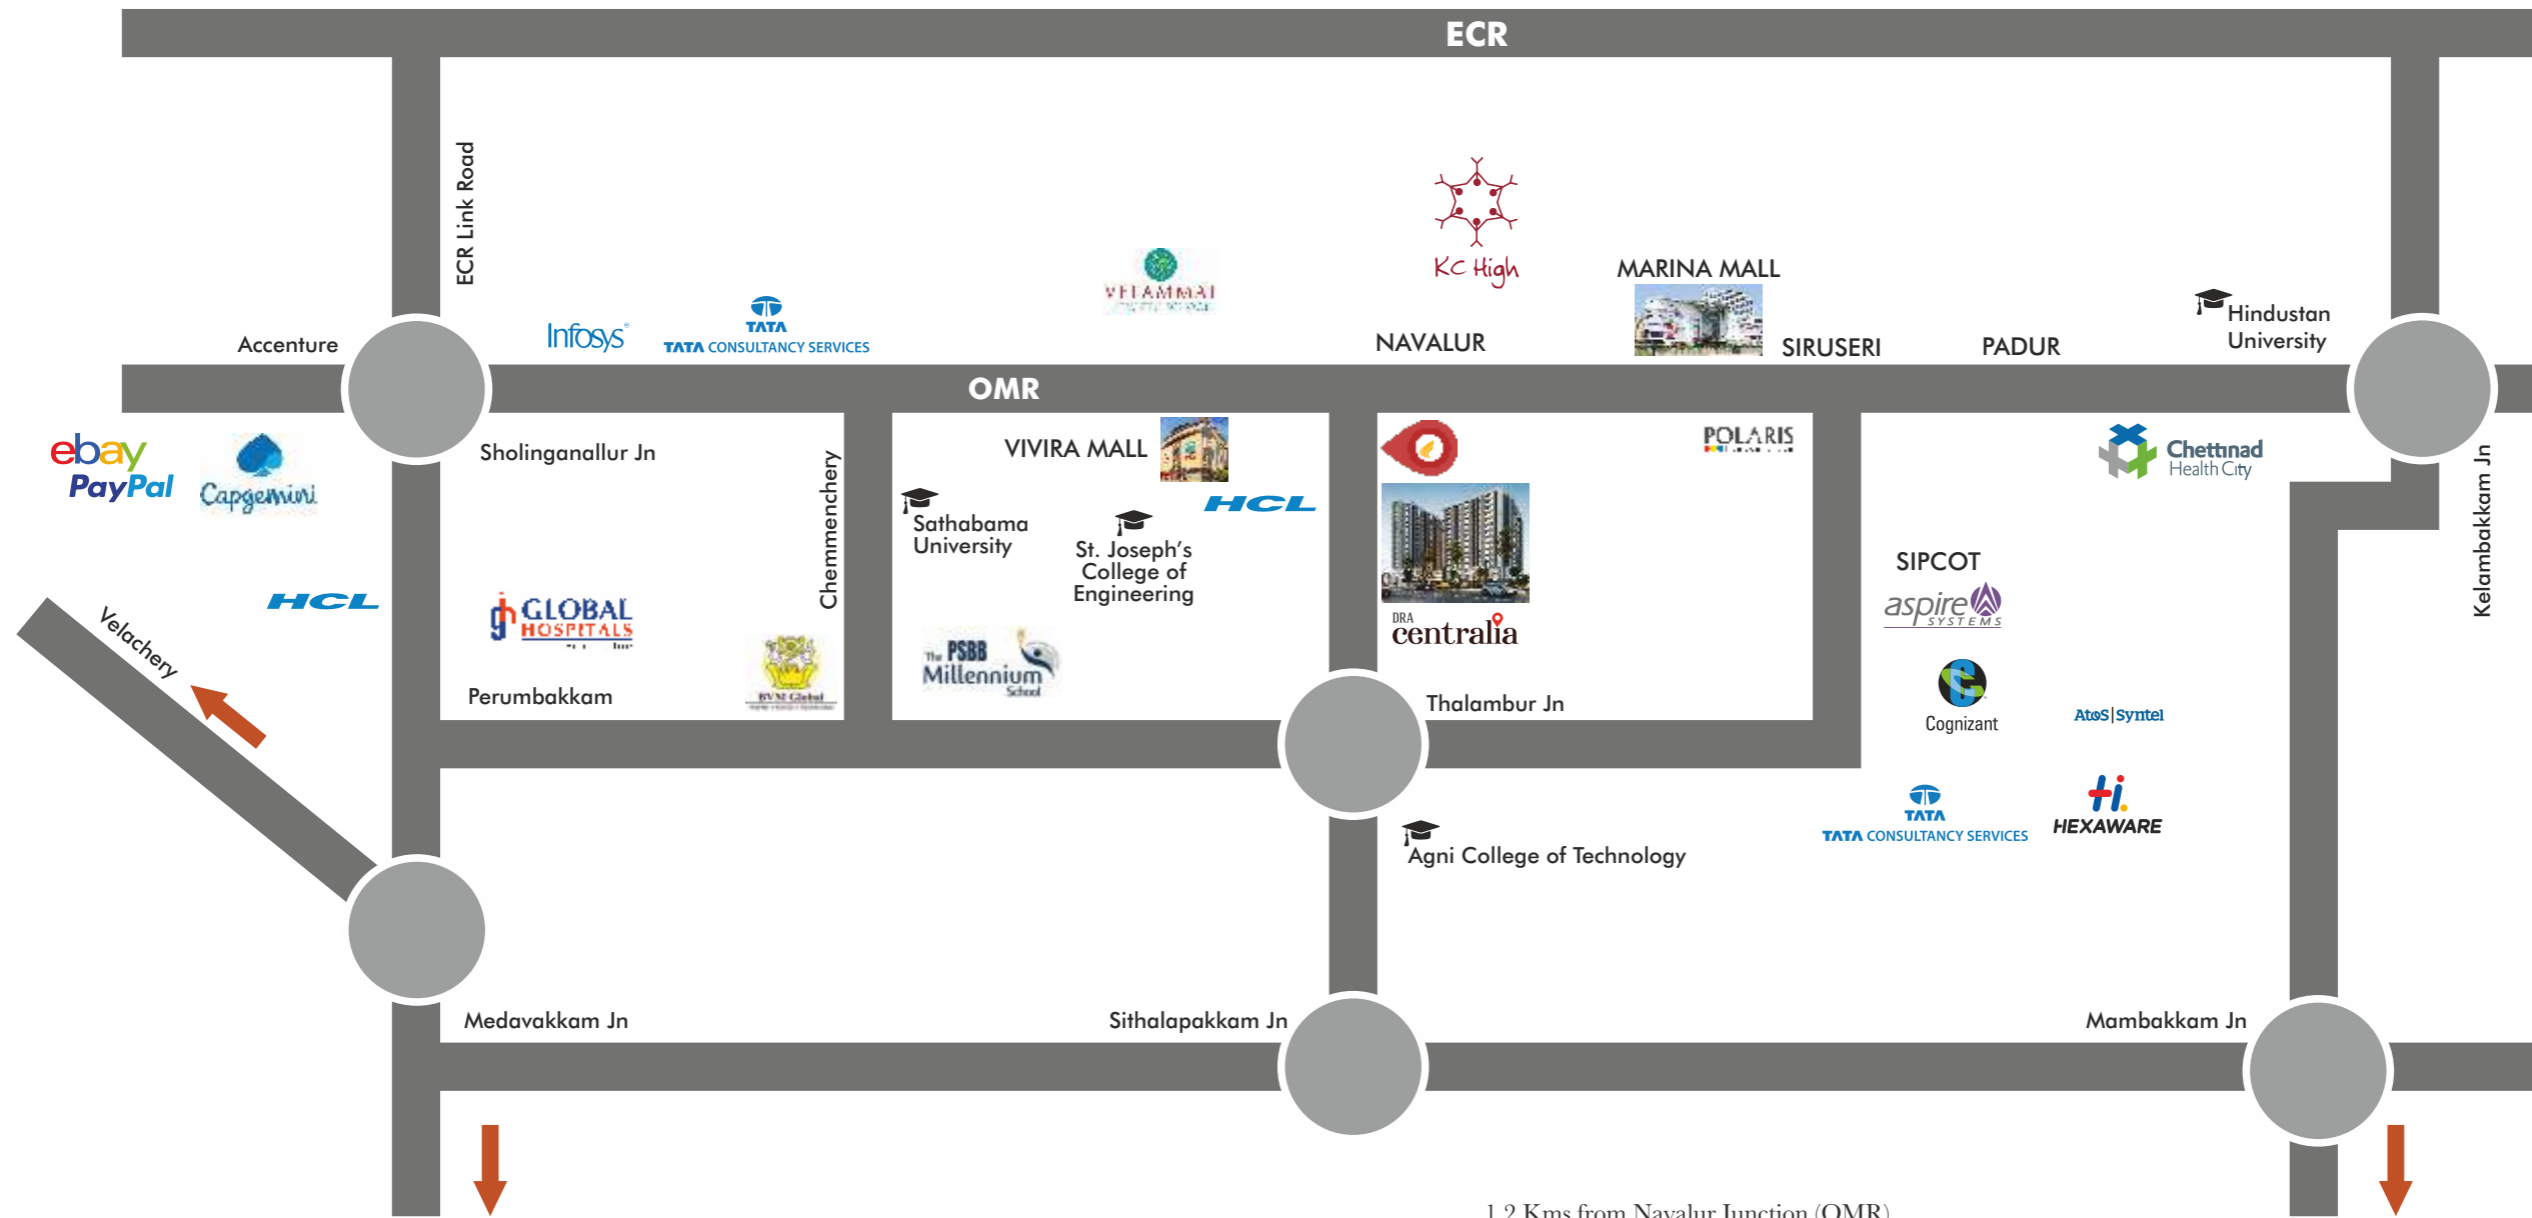 ECR
ECR Link Road
KC High
VELAMMAL
MARINA MALL
Hindustan
University
Infosys
TATA
TATA CONSULTANCY SERVICES
Accenture
NAVALUR
SIRUSERI
PADUR
OMR
ebay
PayPal
Capgemini
Sholinganallur Jn
Chemmenchery
VIVIRA MALL
HCL
Sathabama
University
St. Joseph's
College of
Engineering
POLARIS
Chettinad
Health City
Kelambakkam Jn
SIPCOT
aspire
SYSTEMS
HCL
Velachery
GLOBAL
HOSPITALS
DRA
centralia
Perumbakkam
BVM Global
The PSBB
Millennium
School
Thalambur Jn
Cognizant
Atos|Syntel
TATA
TATA CONSULTANCY SERVICES
Hi.
HEXAWARE
Agni College of Technology
Medavakkam Jn
Sithalapakkam Jn
Mambakkam Jn
1.2 Kms from Navalur Junction (OMR)